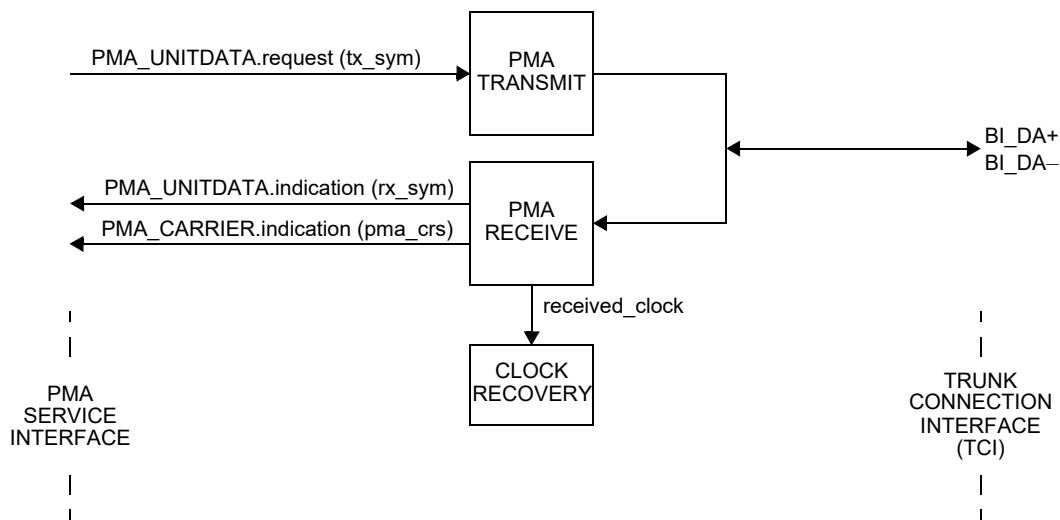 PMA_UNITDATA.request (tx_sym)
PMA
TRANSMIT
BI_DA+
BI_DA–
PMA_UNITDATA.indication (rx_sym)
PMA_CARRIER.indication (pma_crs)
PMA
RECEIVE
received_clock
CLOCK
RECOVERY
PMA
SERVICE
INTERFACE
TRUNK
CONNECTION
INTERFACE
(TCI)